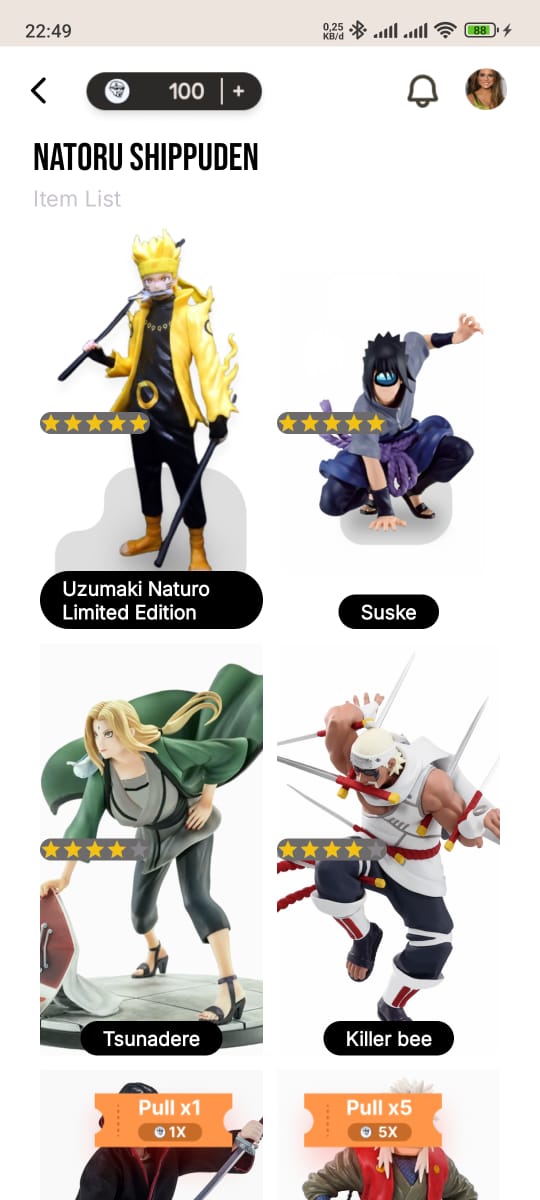 22:49
0,25
KB/d
88
100 +
NATORU SHIPPUDEN
Item List
Uzumaki Naturo
Limited Edition
Suske
Tsunadere
Killer bee
Pull x1
1X
Pull x5
5X